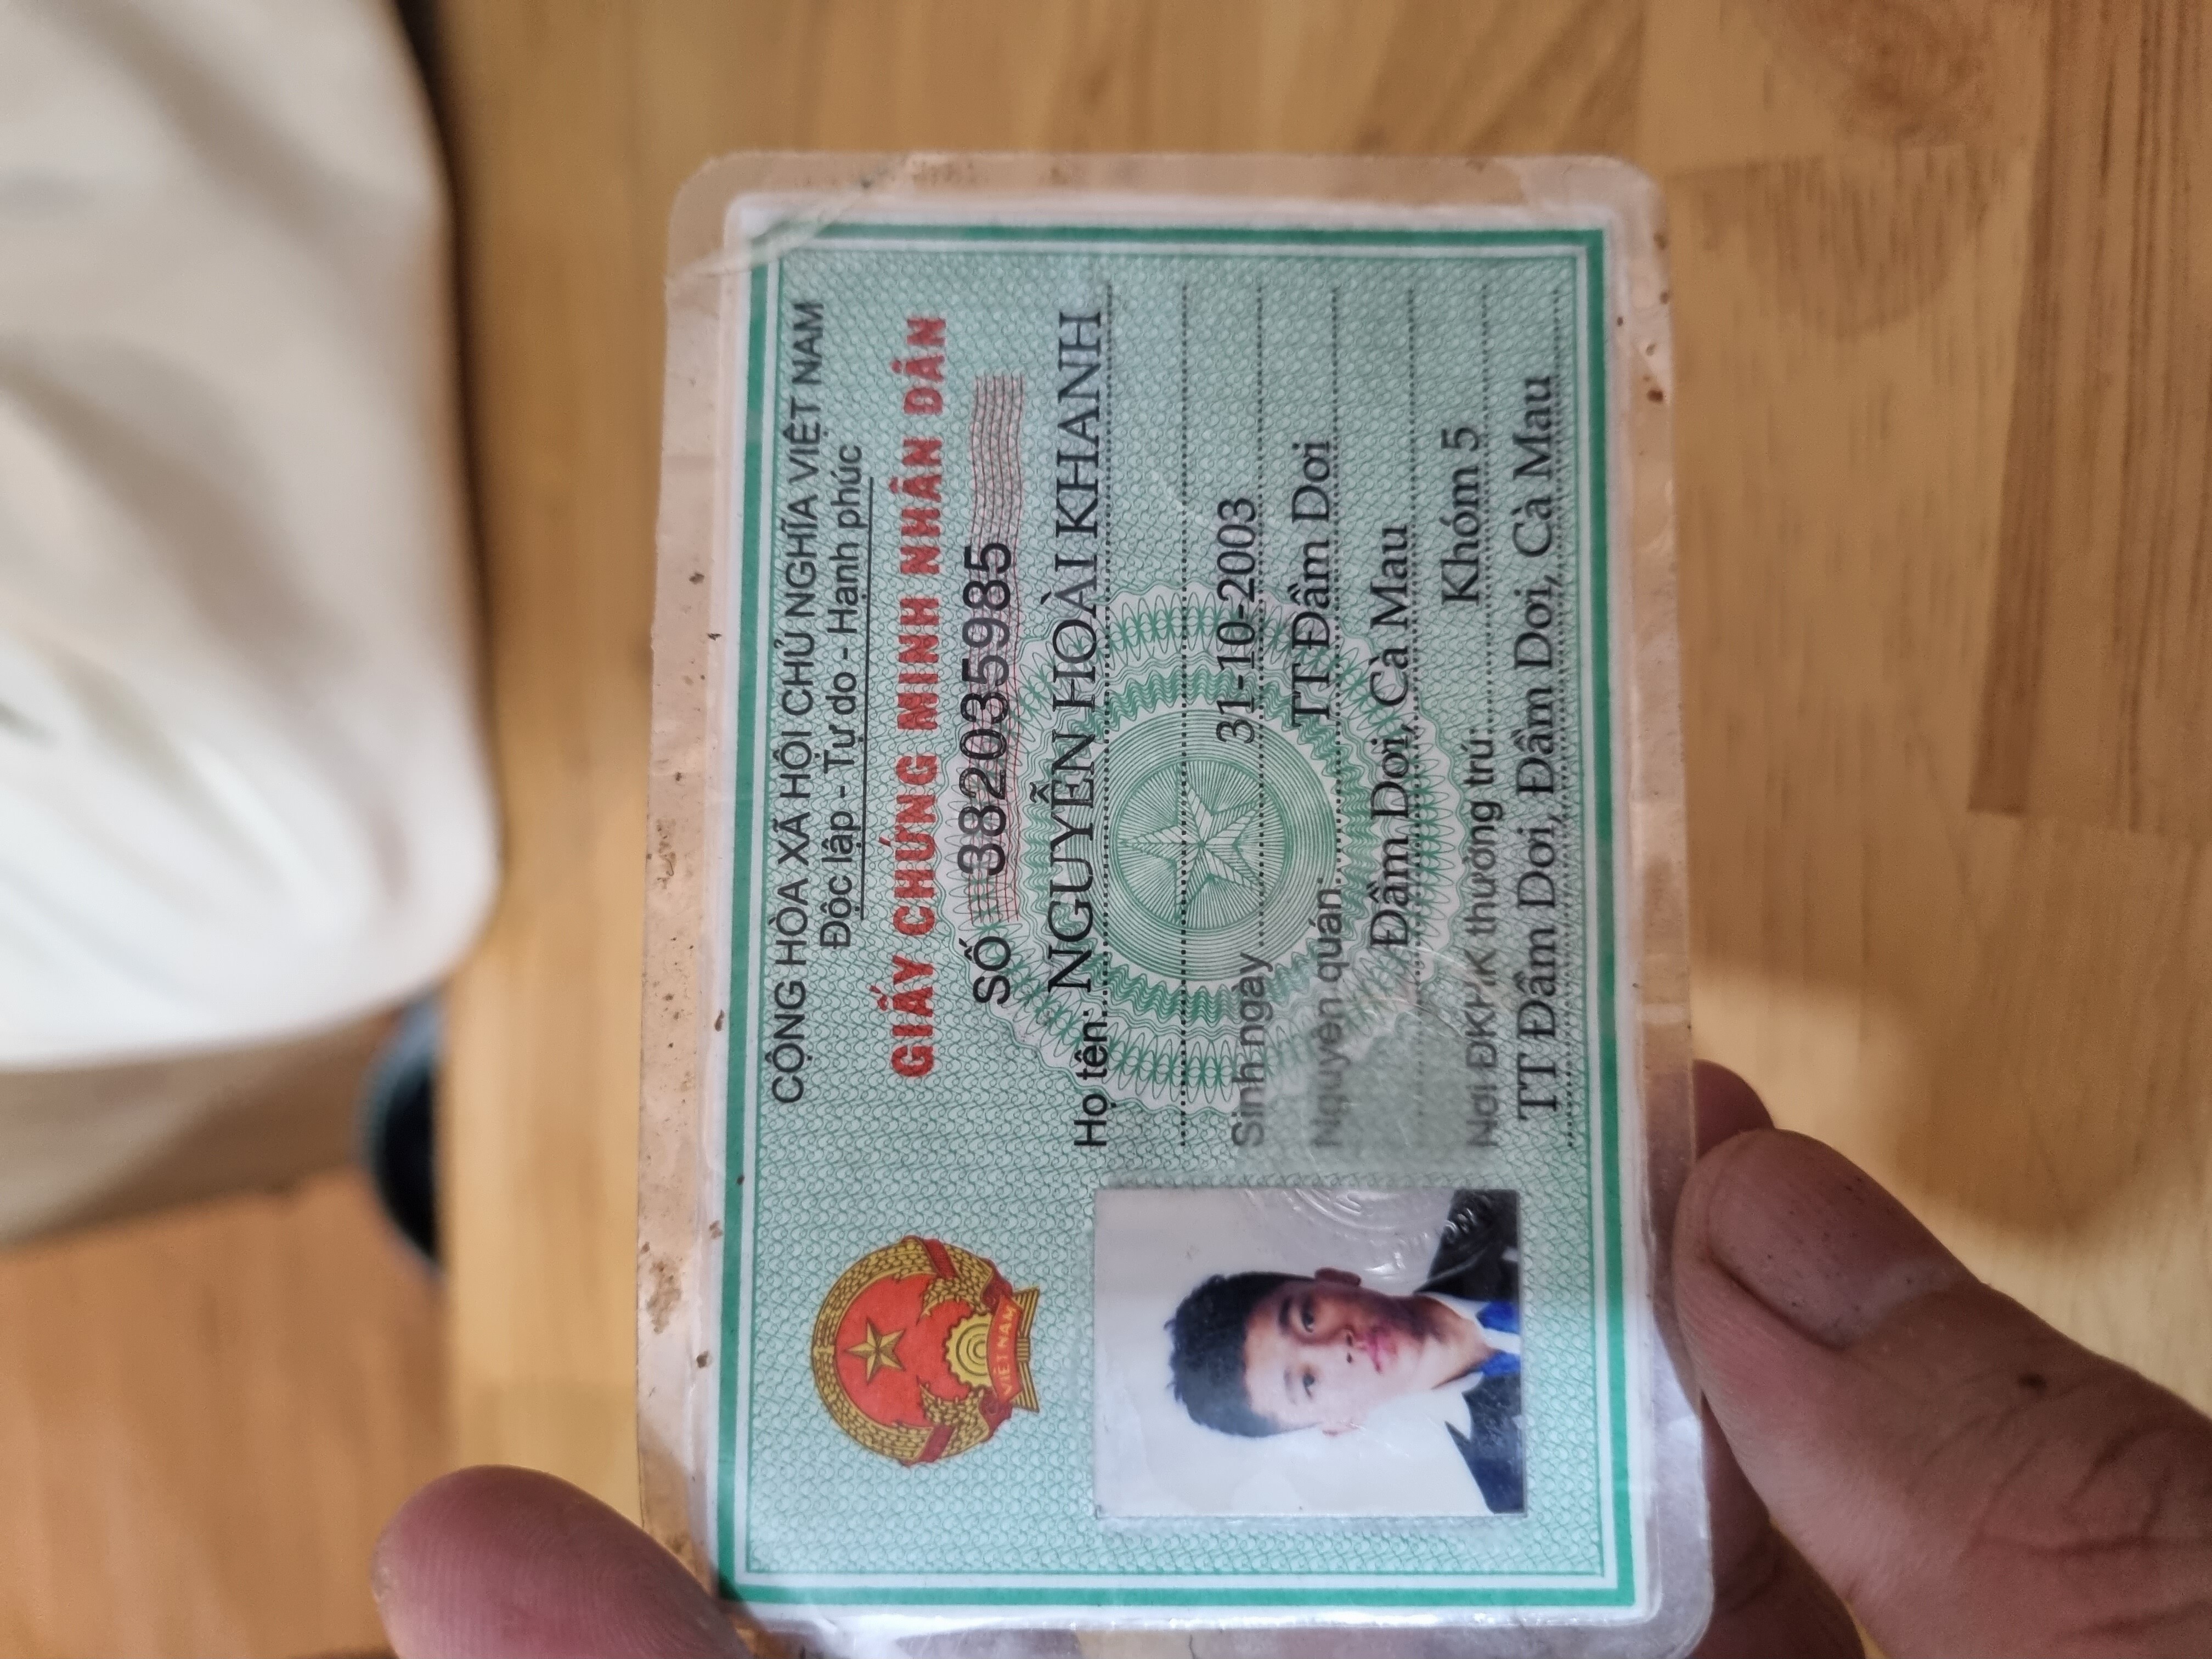 CỘNG HÒA XÃ HỘI CHỦ NGHĨA VIỆT NAM
Độc lập - Tự do - Hạnh phúc
GIẤY CHỨNG MINH NHÂN DÂN
SỐ 382035985
Họ tên: NGUYỄN HOÀI KHANH
Sinh ngày 31-10-2003
Nguyên quán: TT Đầm Dơi
Đầm Dơi, Cà Mau
Nơi ĐKHK thường trú: Khóm 5
TT Đầm Dơi, Đầm Dơi, Cà Mau
VIỆT NAM